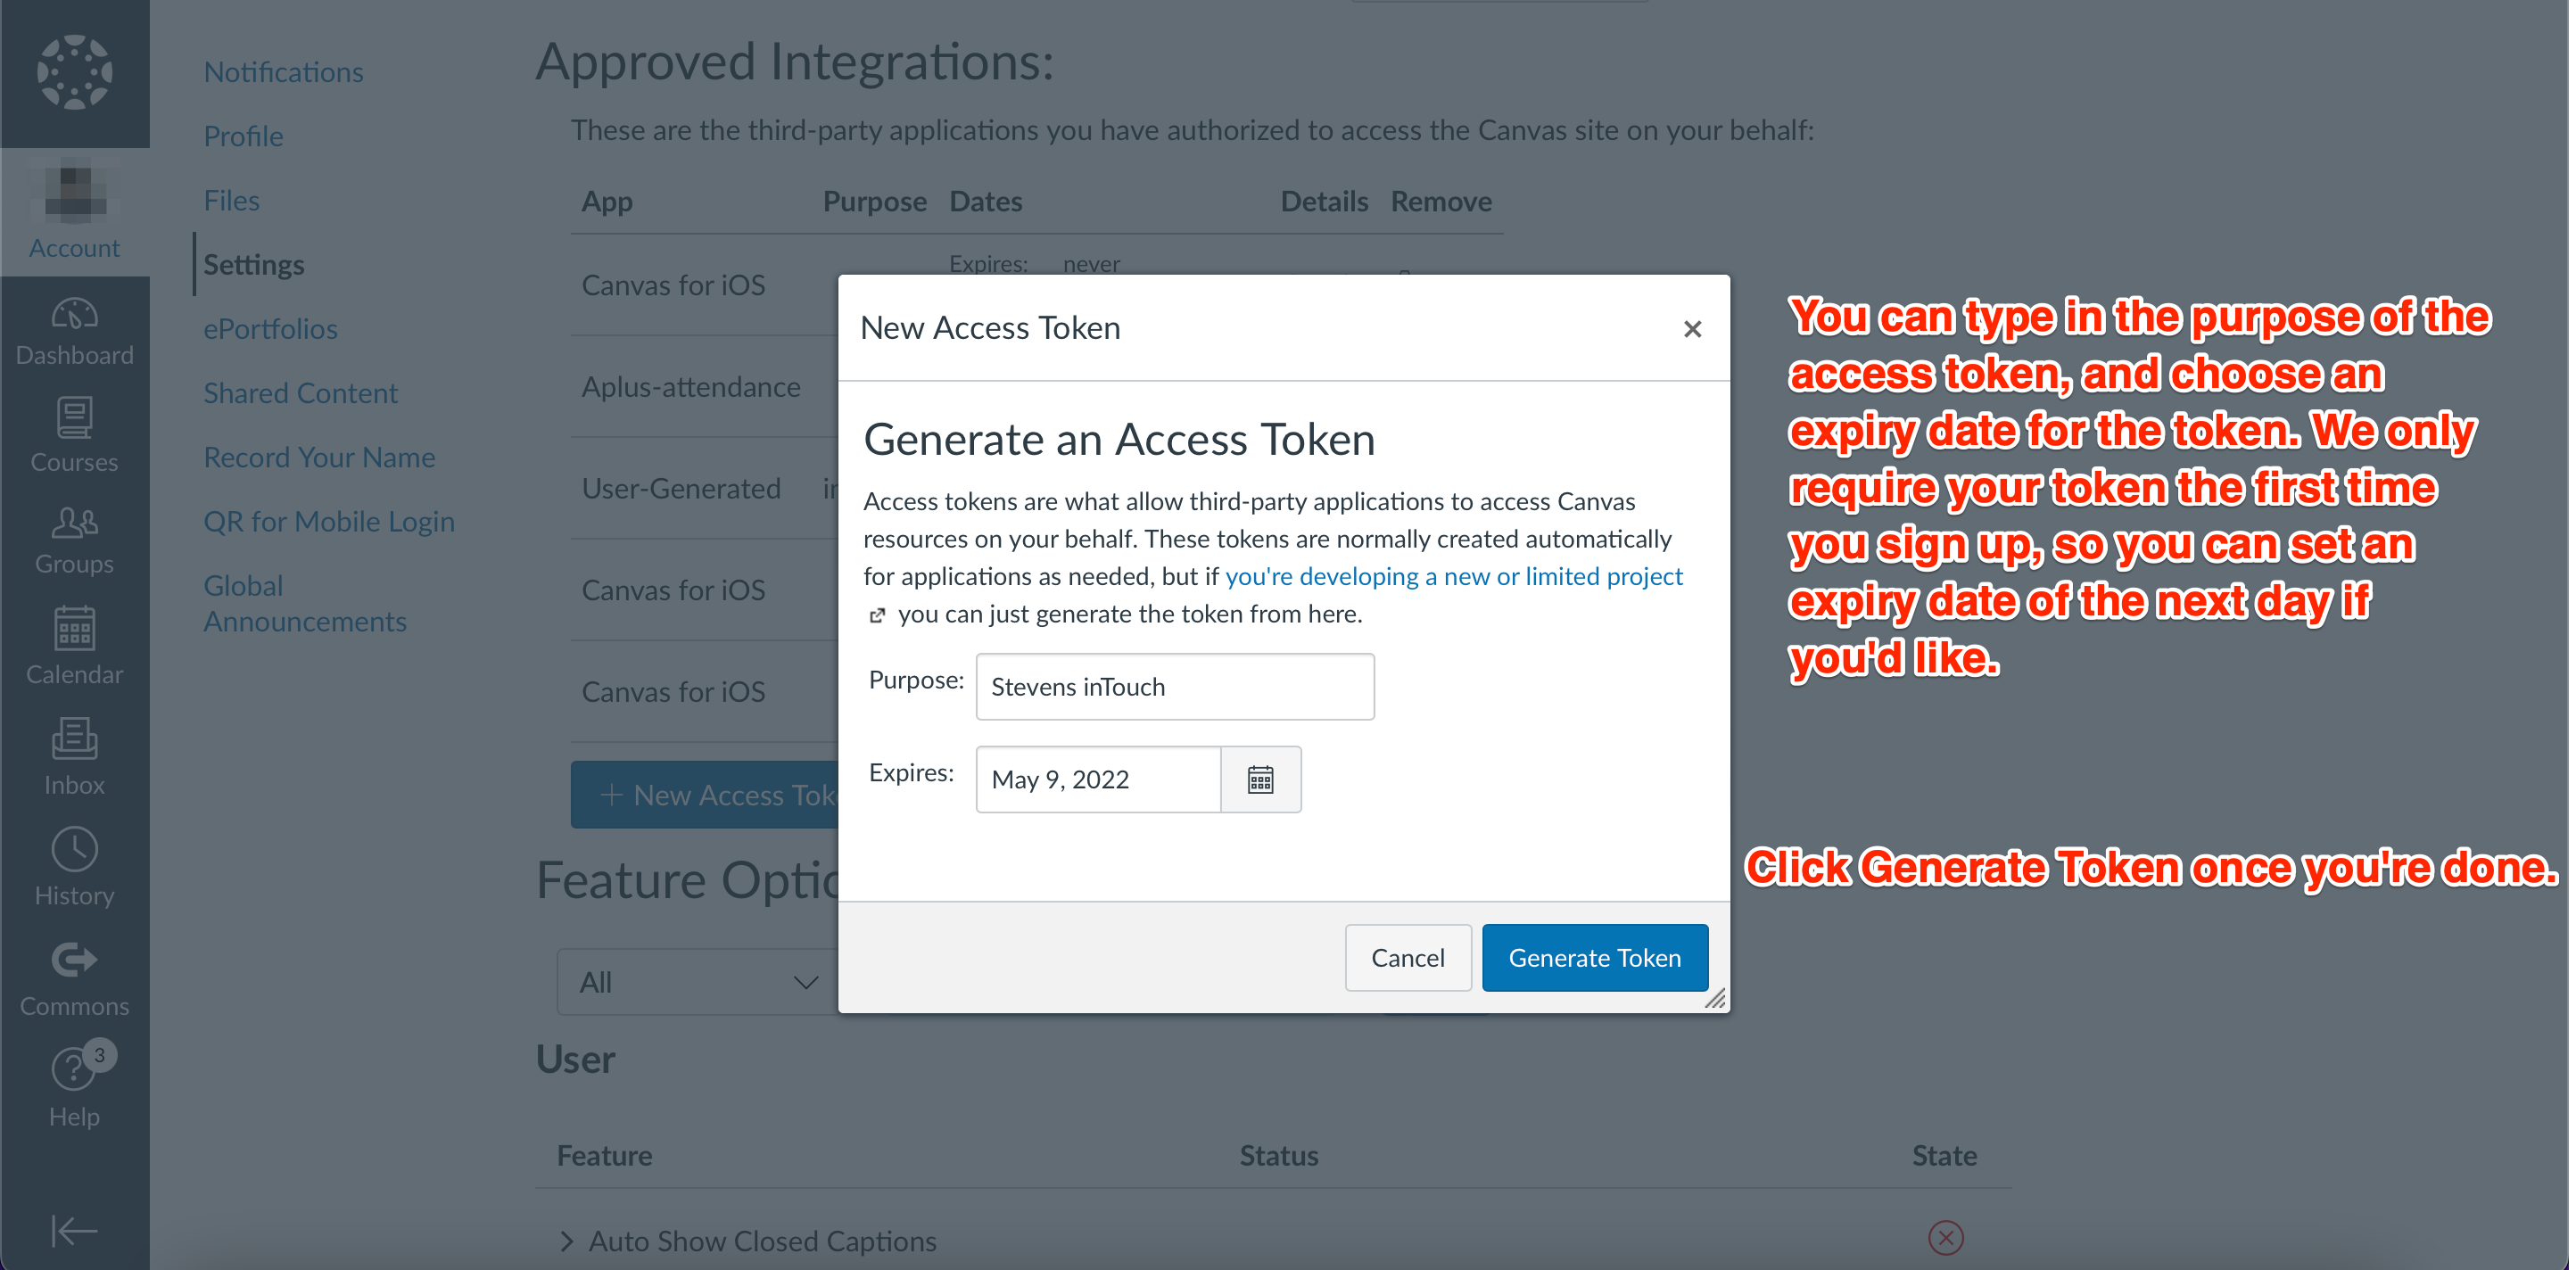 Account
Dashboard
Courses
Groups
Calendar
Inbox
History
Commons
3
Help
Notifications
Profile
Files
Settings
ePortfolios
Shared Content
Record Your Name
QR for Mobile Login
Global
Announcements
Approved Integrations:
These are the third-party applications you have authorized to access the Canvas site on your behalf:
App Purpose Dates Details Remove
Expires: never
Canvas for iOS
Aplus-attendance
User-Generated
Canvas for iOS
Canvas for iOS
+ New Access
Feature
All
User
Feature Status State
Auto Show Closed Captions
New Access Token
×
Generate an Access Token
Access tokens are what allow third-party applications to access Canvas
resources on your behalf. These tokens are normally created automatically
for applications as needed, but if you're developing a new or limited project
you can just generate the token from here.
Purpose: Stevens inTouch
Expires: May 9, 2022
Cancel Generate Token
You can type in the purpose of the
access token, and choose an
expiry date for the token. We only
require your token the first time
you sign up, so you can set an
expiry date of the next day if
you'd like.
Click Generate Token once you're done.